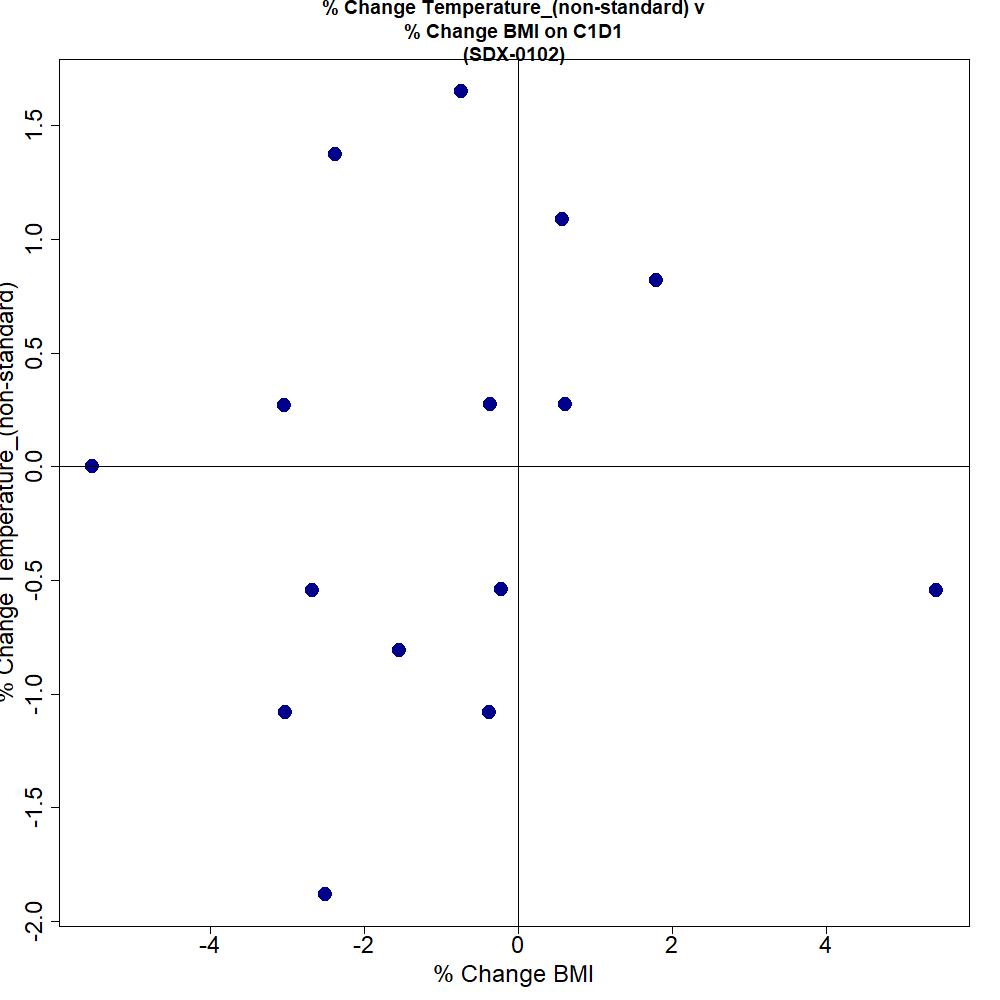 % Change Temperature_(non-standard) v
% Change BMI on C1D1
(SDX-0102)
% Change Temperature_(non-standard)
1.5
1.0
0.5
0.0
-0.5
-1.0
-1.5
-2.0
-4
-2
0
2
4
% Change BMI